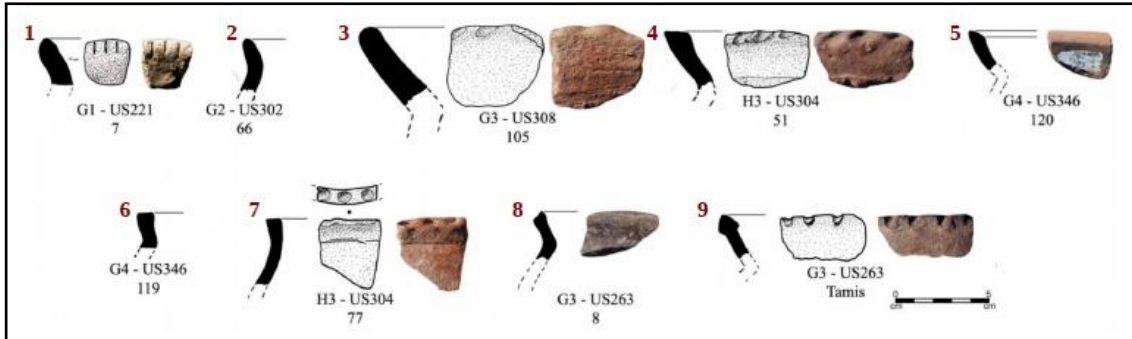 1
G1 - US221
7
2
G2 - US302
66
3
G3 - US308
105
4
H3 - US304
51
5
G4 - US346
120
6
G4 - US346
119
7
H3 - US304
77
8
G3 - US263
8
9
G3 - US263
Tamis
0 5
cm cm